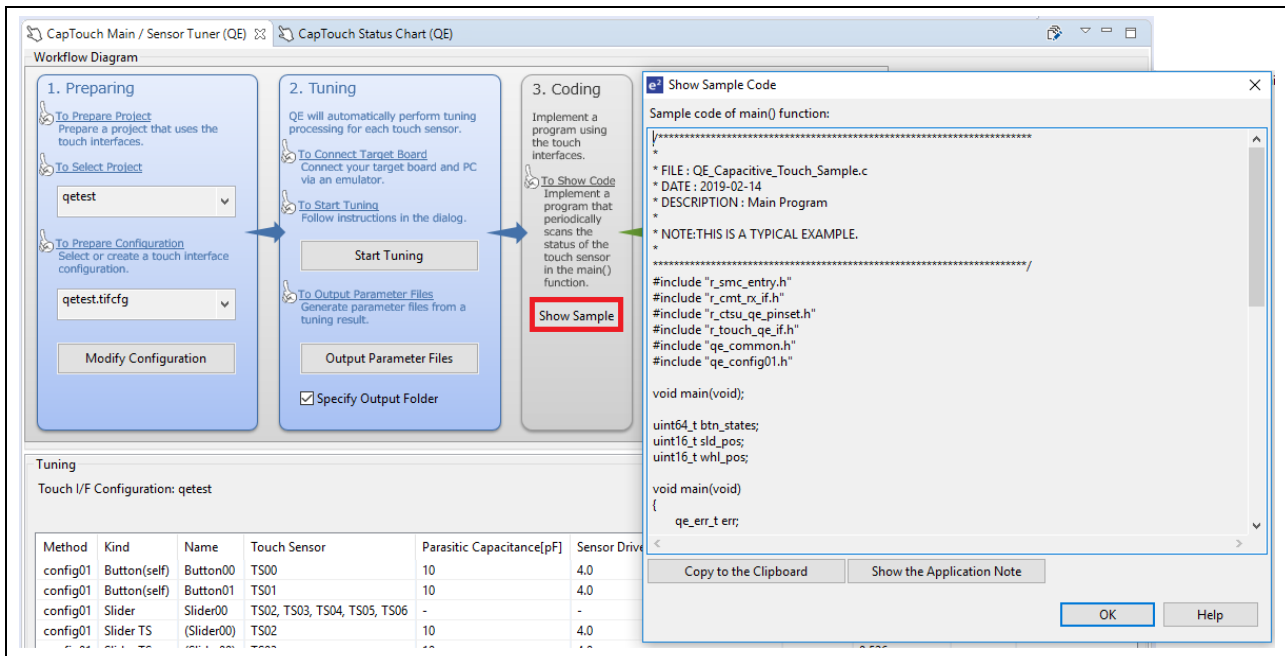 CapTouch Main / Sensor Tuner (QE)
CapTouch Status Chart (QE)
Workflow Diagram
1. Preparing
To Prepare Project
Prepare a project that uses the
touch interfaces.
To Select Project
qetest
To Prepare Configuration
Select or create a touch interface
configuration.
qetest.tifcfg
Modify Configuration
2. Tuning
QE will automatically perform tuning
processing for each touch sensor.
To Connect Target Board
Connect your target board and PC
via an emulator.
To Start Tuning
Follow instructions in the dialog.
Start Tuning
To Output Parameter Files
Generate parameter files from a
tuning result.
Output Parameter Files
Specify Output Folder
3. Coding
Implement a
program using
the touch
interfaces.
To Show Code
Implement a
program that
periodically
scans the
status of the
touch sensor
in the main()
function.
Show Sample
e² Show Sample Code
Sample code of main() function:
/***********************************************************************
*
* FILE : QE_Capacitive_Touch_Sample.c
* DATE : 2019-02-14
* DESCRIPTION : Main Program
*
* NOTE:THIS IS A TYPICAL EXAMPLE.
*
***********************************************************************/
#include "r_smc_entry.h"
#include "r_cmt_rx_if.h"
#include "r_ctsu_qe_pinset.h"
#include "r_touch_qe_if.h"
#include "qe_common.h"
#include "qe_config01.h"
void main(void);
uint64_t btn_states;
uint16_t sld_pos;
uint16_t whl_pos;
void main(void)
{
qe_err_t err;
Copy to the Clipboard
Show the Application Note
OK
Help
Tuning
Touch I/F Configuration: qetest
Method Kind Name Touch Sensor Parasitic Capacitance[pF] Sensor Drive
config01 Button(self) Button00 TS00 10 4.0
config01 Button(self) Button01 TS01 10 4.0
config01 Slider Slider00 TS02, TS03, TS04, TS05, TS06 - -
config01 Slider TS (Slider00) TS02 10 4.0